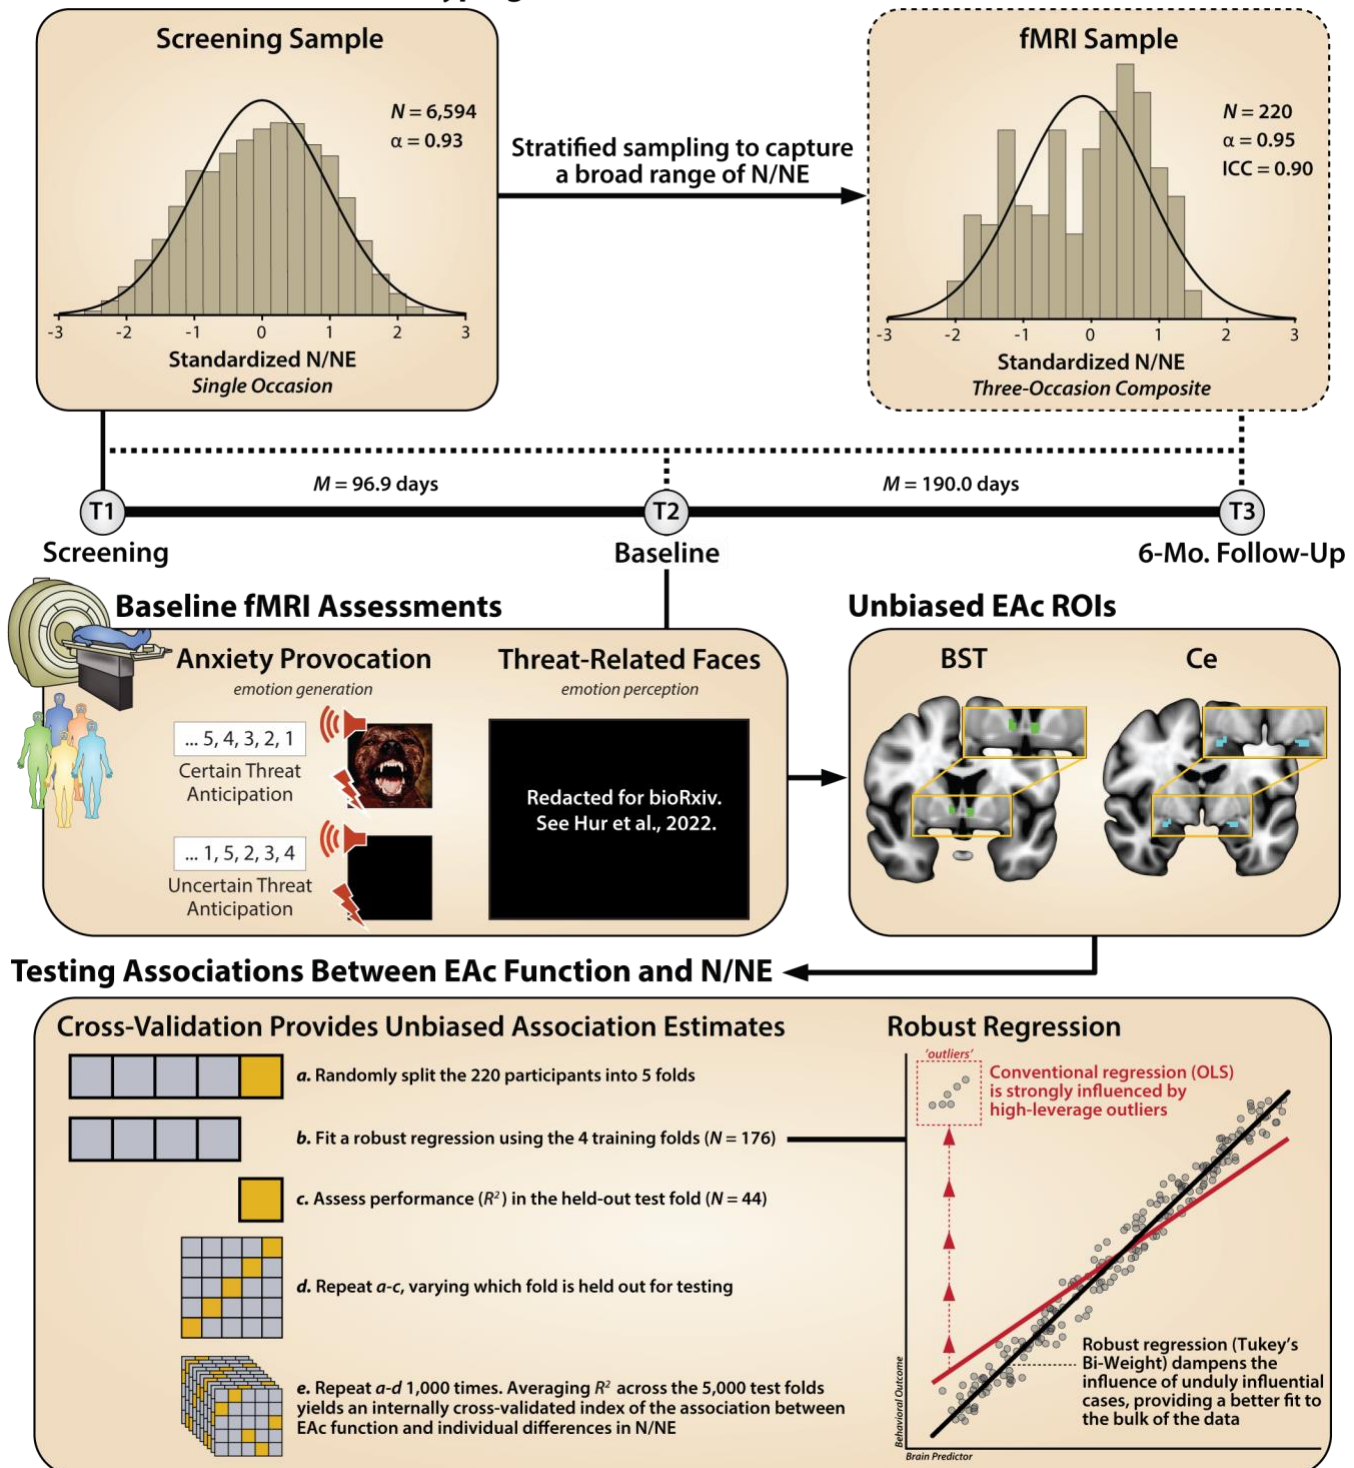 Screening Sample
N = 6,594
α = 0.93
-3 -2 -1 0 1 2 3
Standardized N/NE
Single Occasion
Stratified sampling to capture
a broad range of N/NE
fMRI Sample
N = 220
α = 0.95
ICC = 0.90
-3 -2 -1 0 1 2 3
Standardized N/NE
Three-Occasion Composite
M = 96.9 days
M = 190.0 days
T1
T2
T3
Screening
Baseline
6-Mo. Follow-Up
Baseline fMRI Assessments
Anxiety Provocation
emotion generation
... 5, 4, 3, 2, 1
Certain Threat
Anticipation
... 1, 5, 2, 3, 4
Uncertain Threat
Anticipation
Threat-Related Faces
emotion perception
Redacted for bioRxiv.
See Hur et al., 2022.
Unbiased EAc ROIs
BST
Ce
Testing Associations Between EAc Function and N/NE
Cross-Validation Provides Unbiased Association Estimates
a. Randomly split the 220 participants into 5 folds
b. Fit a robust regression using the 4 training folds (N = 176)
c. Assess performance (R²) in the held-out test fold (N = 44)
d. Repeat a-c, varying which fold is held out for testing
e. Repeat a-d 1,000 times. Averaging R² across the 5,000 test folds
yields an internally cross-validated index of the association between
EAc function and individual differences in N/NE
Robust Regression
'outliers'
Conventional regression (OLS)
is strongly influenced by
high-leverage outliers
Robust regression (Tukey's
Bi-Weight) dampens the
influence of unduly influential
cases, providing a better fit to
the bulk of the data
Behavioral Outcome
Brain Predictor